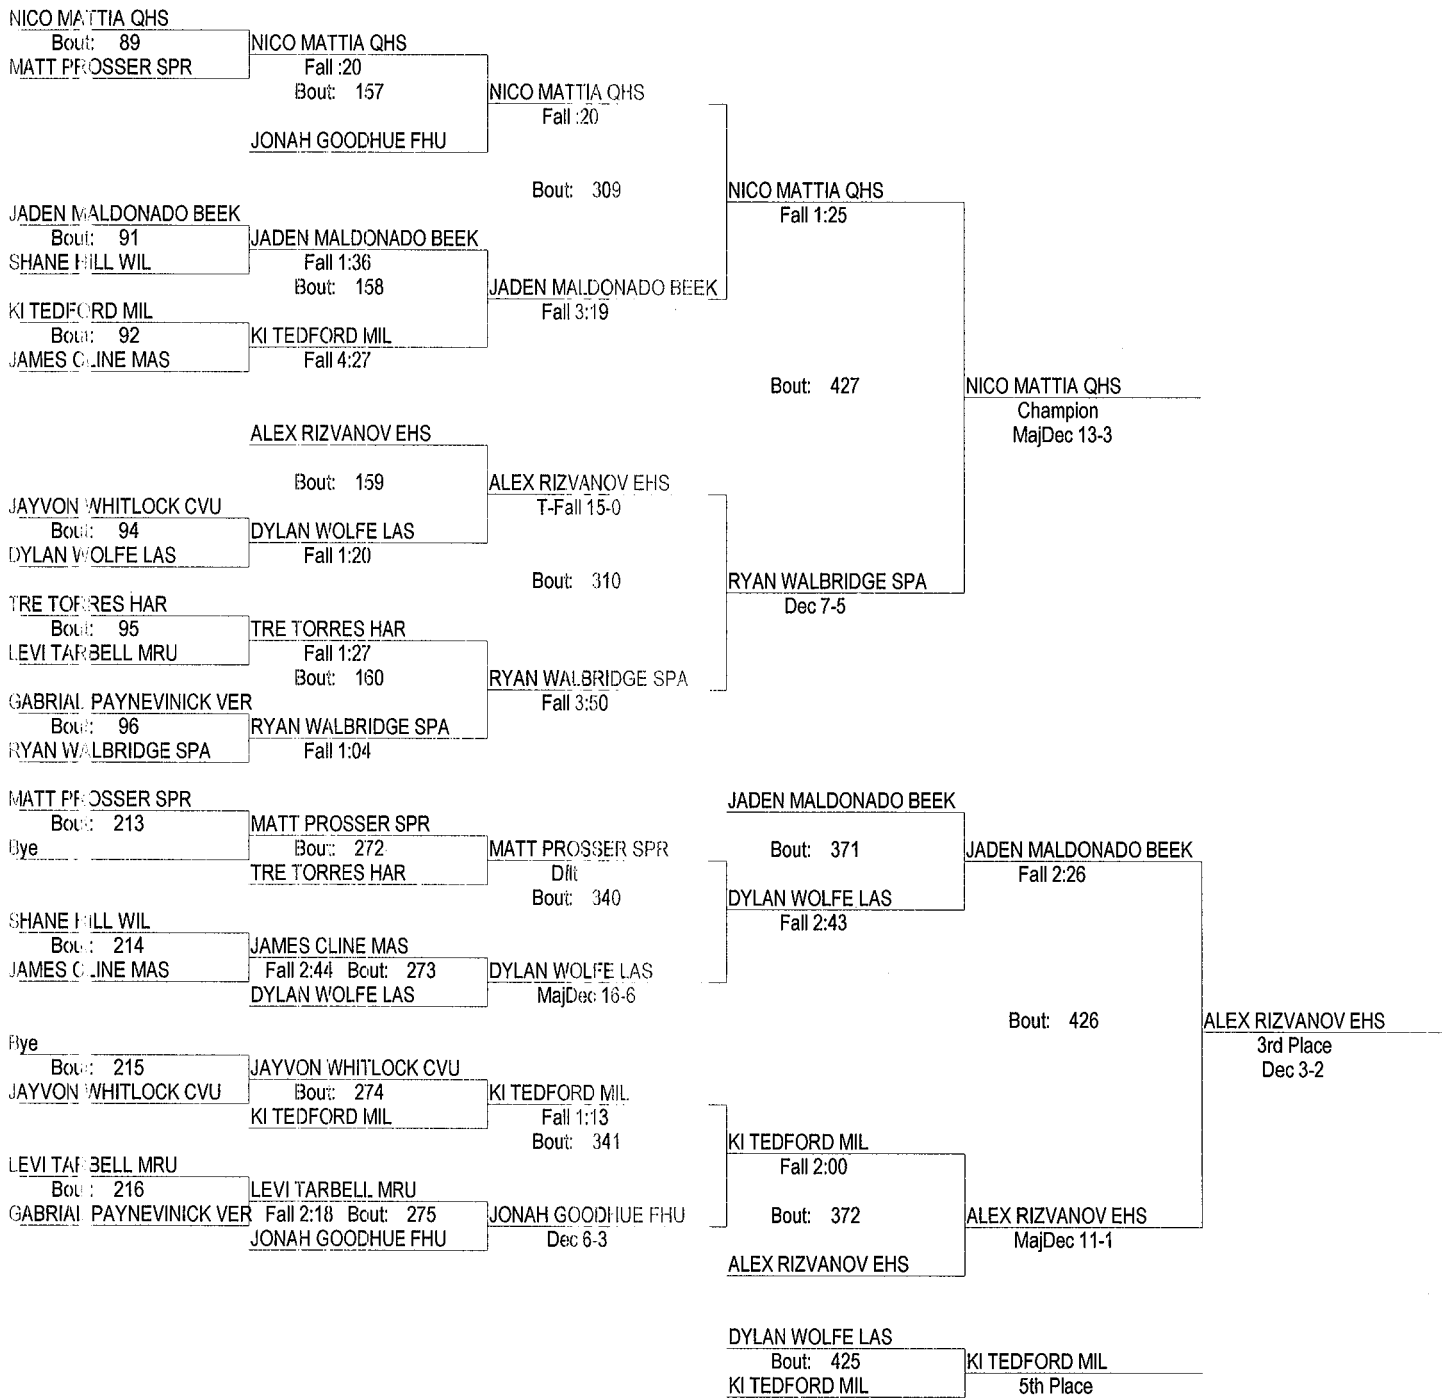 NICO MATTIA QHS
Bout: 89
MATT PROSSER SPR
NICO MATTIA QHS
Fall :20
Bout: 157
JONAH GOODHUE FHU
NICO MATTIA QHS
Fall :20
Bout: 309
NICO MATTIA QHS
Fall 1:25
JADEN MALDONADO BEEK
Bout: 91
SHANE HILL WIL
JADEN MALDONADO BEEK
Fall 1:36
Bout: 158
JADEN MALDONADO BEEK
Fall 3:19
KI TEDFORD MIL
Bout: 92
JAMES CLINE MAS
KI TEDFORD MIL
Fall 4:27
Bout: 427
NICO MATTIA QHS
Champion
MajDec 13-3
ALEX RIZVANOV EHS
Bout: 159
ALEX RIZVANOV EHS
T-Fall 15-0
JAYVON WHITLOCK CVU
Bout: 94
DYLAN WOLFE LAS
DYLAN WOLFE LAS
Fall 1:20
Bout: 310
RYAN WALBRIDGE SPA
Dec 7-5
TRE TORRES HAR
Bout: 95
LEVI TARBELL MRU
TRE TORRES HAR
Fall 1:27
Bout: 160
RYAN WALBRIDGE SPA
Fall 3:50
GABRIAL PAYNEVINICK VER
Bout: 96
RYAN WALBRIDGE SPA
RYAN WALBRIDGE SPA
Fall 1:04
MATT PROSSER SPR
Bout: 213
Bye
MATT PROSSER SPR
Bout: 272
TRE TORRES HAR
MATT PROSSER SPR
Dflt
Bout: 340
JADEN MALDONADO BEEK
Bout: 371
DYLAN WOLFE LAS
Fall 2:43
JADEN MALDONADO BEEK
Fall 2:26
SHANE HILL WIL
Bout: 214
JAMES CLINE MAS
JAMES CLINE MAS
Fall 2:44 Bout: 273
DYLAN WOLFE LAS
DYLAN WOLFE LAS
MajDec 16-6
Bout: 426
ALEX RIZVANOV EHS
3rd Place
Dec 3-2
Bye
Bout: 215
JAYVON WHITLOCK CVU
JAYVON WHITLOCK CVU
Bout: 274
KI TEDFORD MIL
KI TEDFORD MIL
Fall 1:13
Bout: 341
KI TEDFORD MIL
Fall 2:00
LEVI TARBELL MRU
Bout: 216
GABRIAL PAYNEVINICK VER
LEVI TARBELL MRU
Fall 2:18 Bout: 275
JONAH GOODHUE FHU
JONAH GOODHUE FHU
Dec 6-3
Bout: 372
ALEX RIZVANOV EHS
ALEX RIZVANOV EHS
MajDec 11-1
DYLAN WOLFE LAS
Bout: 425
KI TEDFORD MIL
KI TEDFORD MIL
5th Place